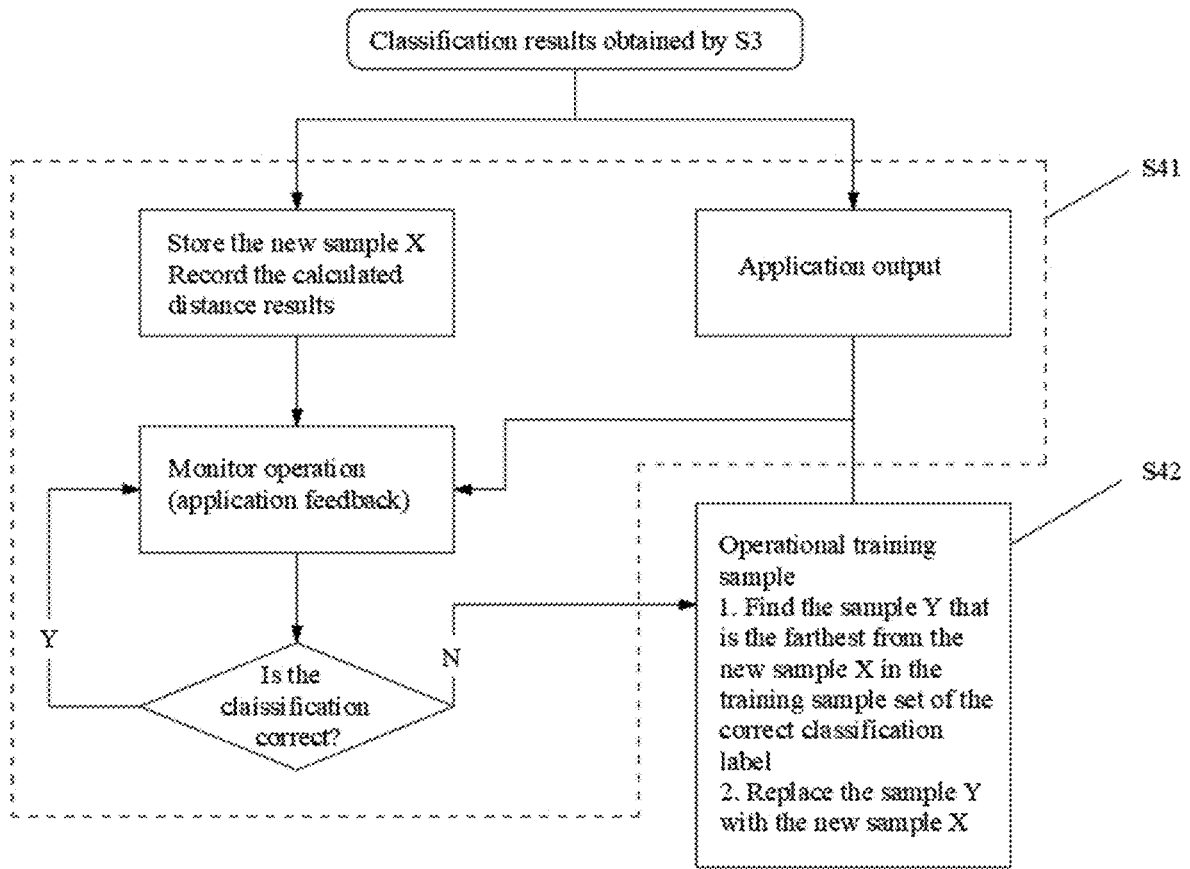 Classification results obtained by S3
S41
Store the new sample X
Record the calculated
distance results
Application output
Monitor operation
(application feedback)
S42
Operational training
sample
1. Find the sample Y that
is the farthest from the
new sample X in the
training sample set of the
correct classification
label
2. Replace the sample Y
with the new sample X
Y
N
Is the
claissification
correct?